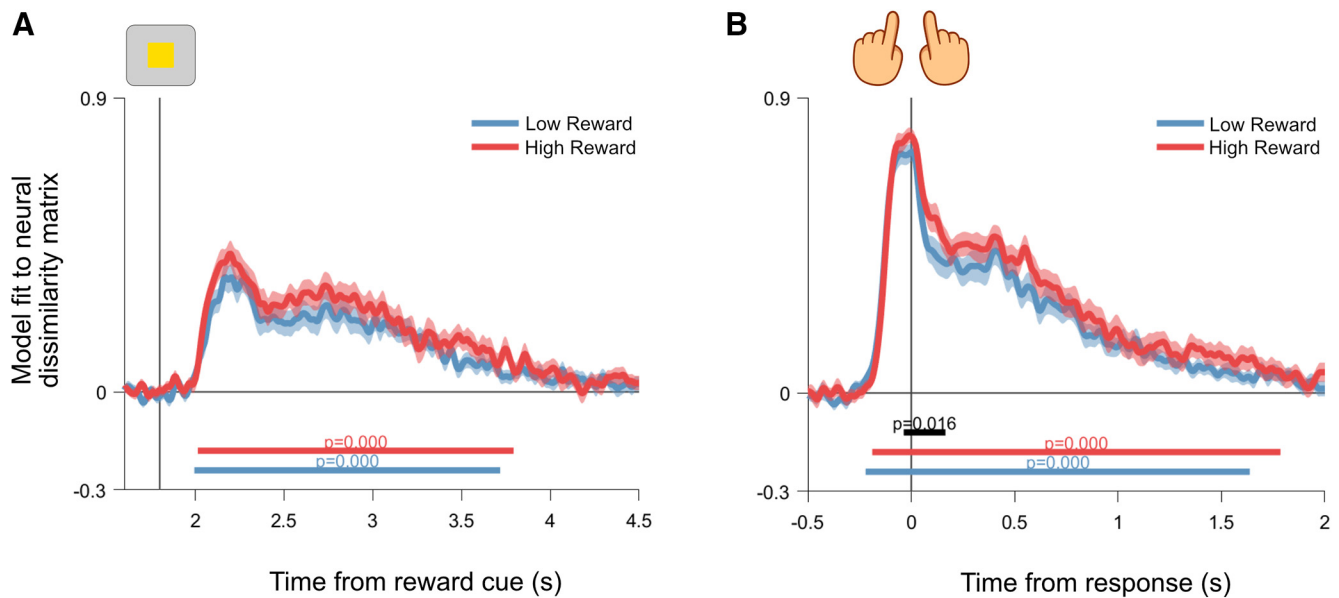 A
B
Model fit to neural
dissimilarity matrix
0.9
0
-0.3
Low Reward
High Reward
p=0.000
p=0.000
2
2.5
3
3.5
4
4.5
Time from reward cue (s)
0.9
0
-0.3
Low Reward
High Reward
p=0.016
p=0.000
p=0.000
-0.5
0
0.5
1
1.5
2
Time from response (s)